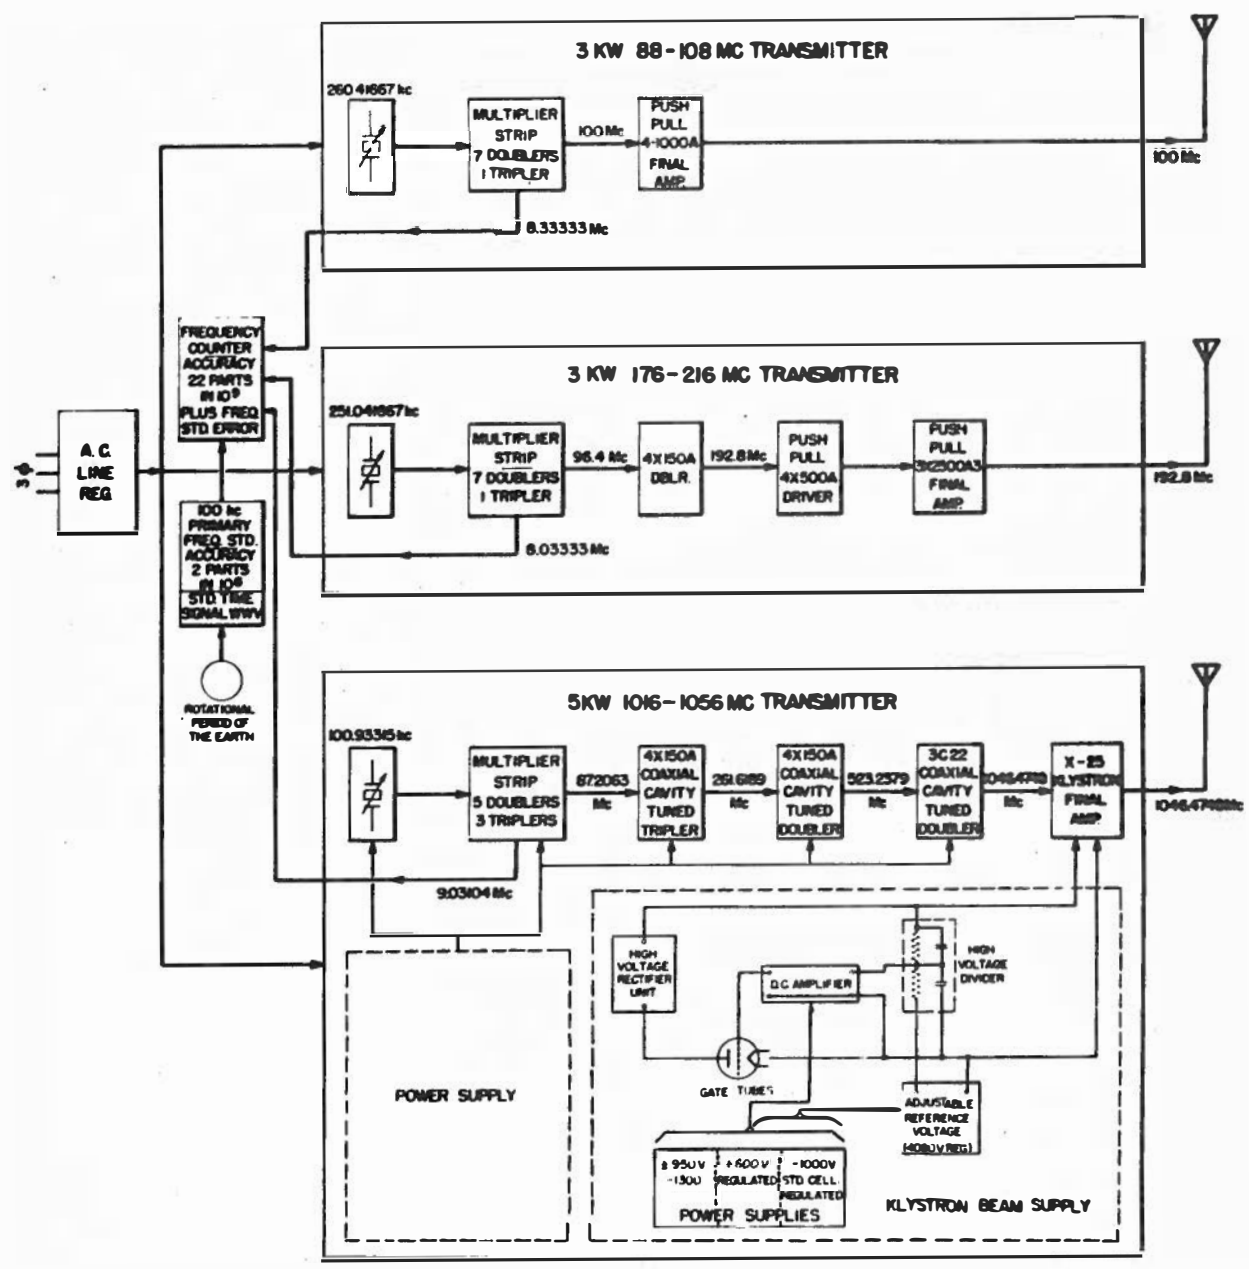 3 KW 88-108 MC TRANSMITTER
260.41667 kc
MULTIPLIER
STRIP
7 DOUBLERS
1 TRIPLER
100 Mc
PUSH
PULL
4-1000A
FINAL
AMP.
100 Mc
8.33333 Mc
FREQUENCY
COUNTER
ACCURACY
22 PARTS
IN 10⁹
PLUS FREQ
STD. ERROR
A.C.
LINE
REG.
3 ϕ
100 kc
PRIMARY
FREQ. STD.
ACCURACY
2 PARTS
IN 10⁸
STD. TIME
SIGNAL WWV
ROTATIONAL
PERIOD OF
THE EARTH
3 KW 176-216 MC TRANSMITTER
251.041667 kc
MULTIPLIER
STRIP
7 DOUBLERS
1 TRIPLER
96.4 Mc
4X150A
DBLR.
192.8 Mc
PUSH
PULL
4X500A
DRIVER
PUSH
PULL
3X2500A3
FINAL
AMP.
192.8 Mc
8.03333 Mc
5KW 1016-1056 MC TRANSMITTER
100.93315 kc
MULTIPLIER
STRIP
5 DOUBLERS
3 TRIPLERS
87.2063
Mc
4X150A
COAXIAL
CAVITY
TUNED
TRIPLER
261.6189
Mc
4X150A
COAXIAL
CAVITY
TUNED
DOUBLER
523.2379
Mc
3C22
COAXIAL
CAVITY
TUNED
DOUBLER
Mc
X-25
KLYSTRON
FINAL
AMP.
9.03104 Mc
POWER SUPPLY
HIGH
VOLTAGE
RECTIFIER
UNIT
D.C. AMPLIFIER
HIGH
VOLTAGE
DIVIDER
GATE TUBES
ADJUSTABLE
REFERENCE
VOLTAGE
± 950 V
-1300
+ 600 V
REGULATED
-1000V
STD. CELL
REGULATED
POWER SUPPLIES
KLYSTRON BEAM SUPPLY